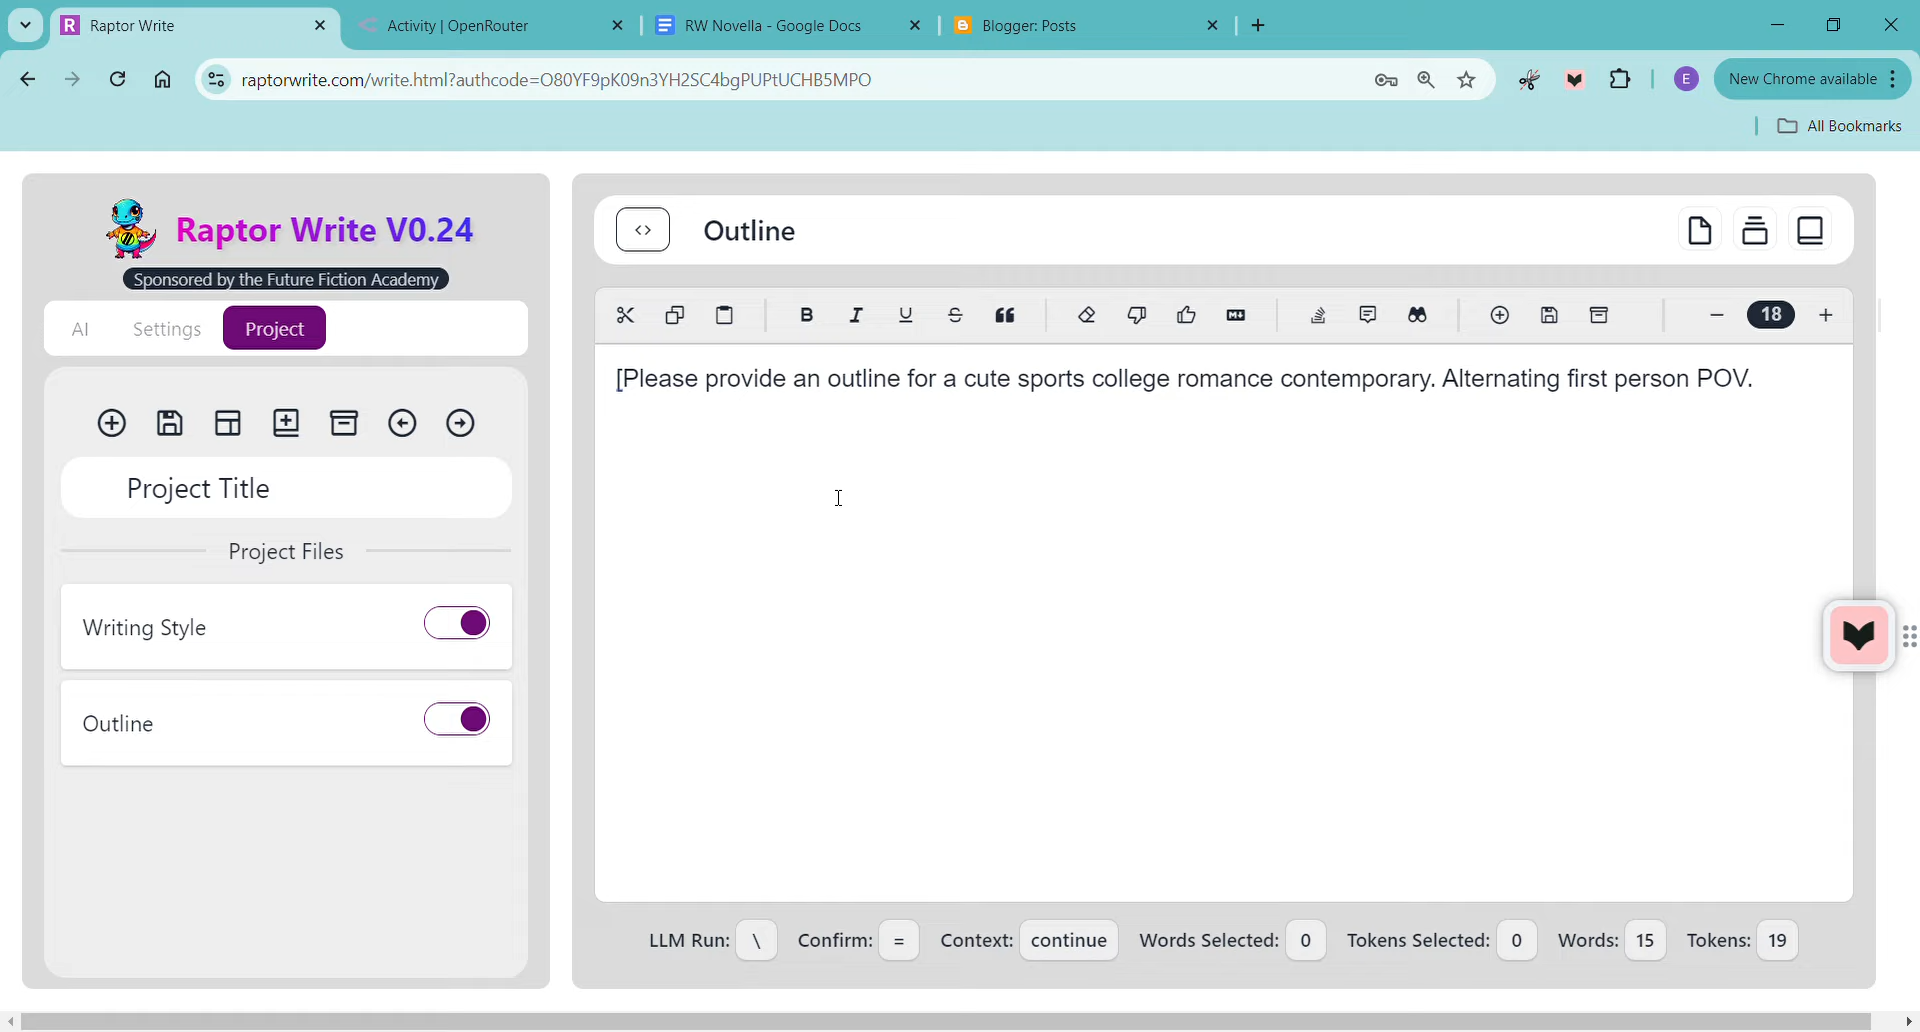 Raptor Write
Activity | OpenRouter
RW Novella - Google Docs
Blogger: Posts
raptorwrite.com/write.html?authcode=O80YF9pK09n3YH2SC4bgPUPtUCHB5MPO
E
New Chrome available
All Bookmarks
Raptor Write V0.24
Sponsored by the Future Fiction Academy
AI Settings Project
Project Title
Project Files
Writing Style
Outline
<> Outline
B I U S
18
[Please provide an outline for a cute sports college romance contemporary. Alternating first person POV.
LLM Run: \ Confirm: = Context: continue Words Selected: 0 Tokens Selected: 0 Words: 15 Tokens: 19